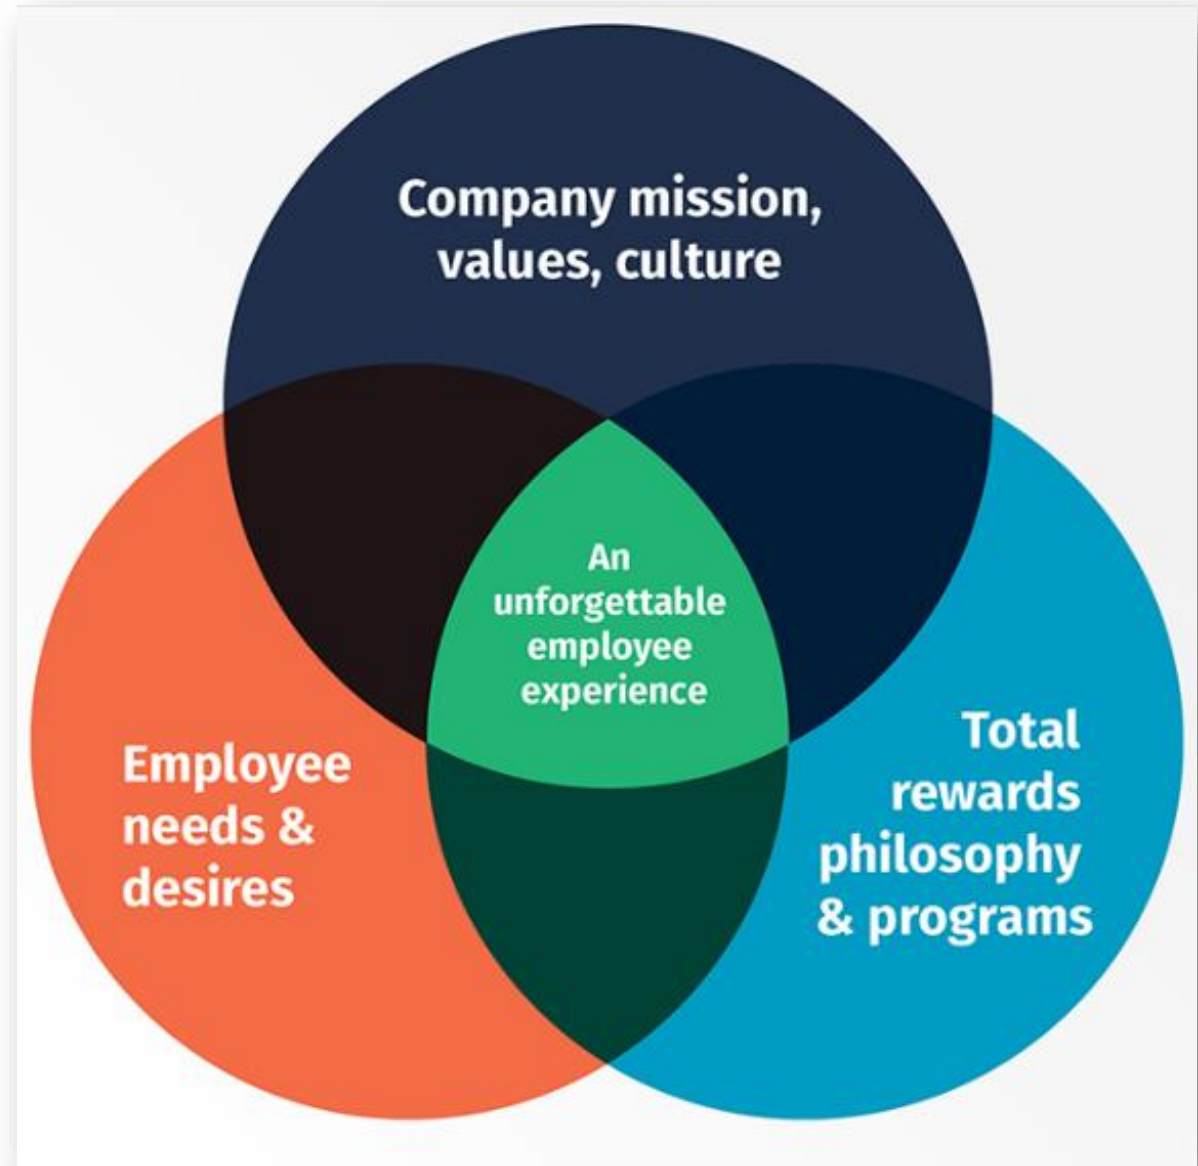 Company mission,
values, culture
An
unforgettable
employee
experience
Employee
needs &
desires
Total
rewards
philosophy
& programs